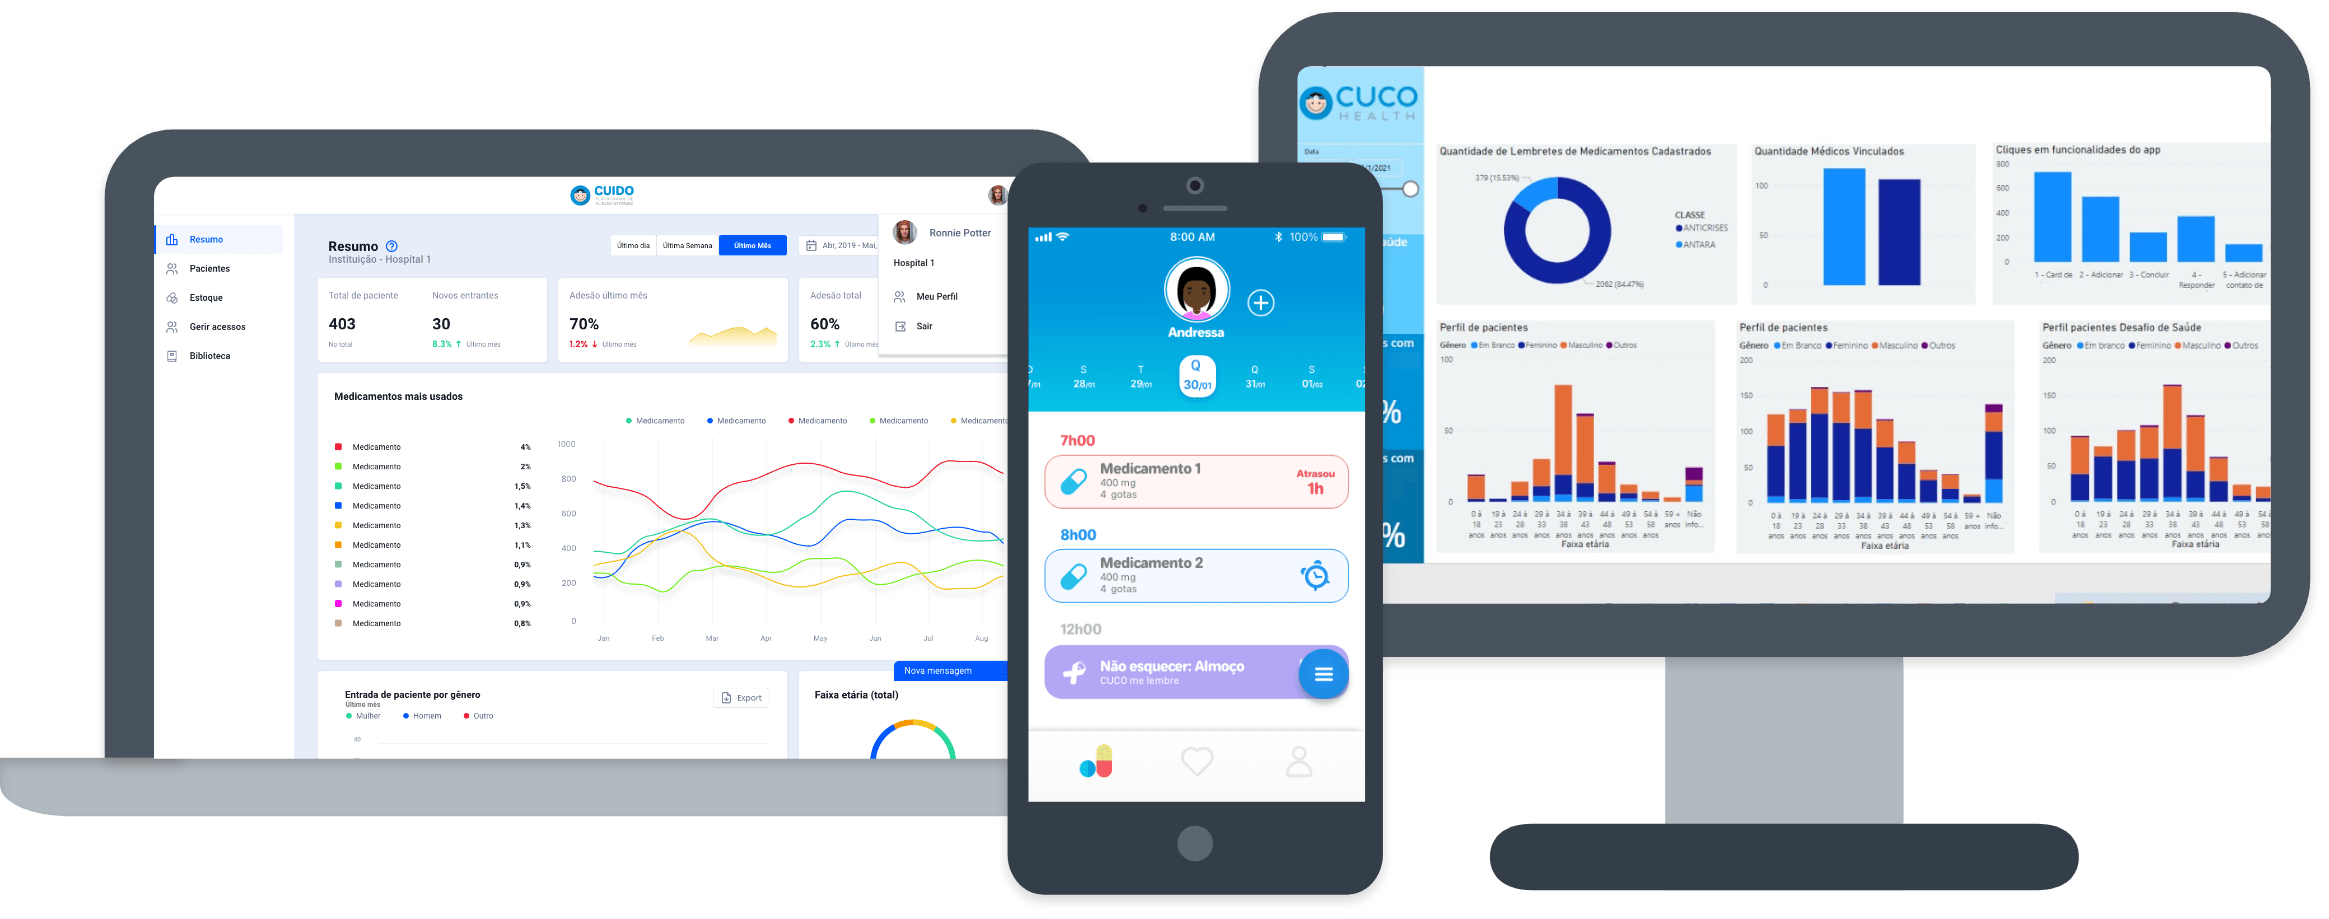 CUIDO
PLATAFORMA DE
CUIDADO INTEGRADO
Resumo
Pacientes
Estoque
Gerir acessos
Biblioteca
Resumo
Instituição - Hospital 1
Último dia
Última Semana
Último Mês
Abr, 2019 - Mai,
Ronnie Potter
Hospital 1
Meu Perfil
Sair
Total de paciente
403
No total
Novos entrantes
30
8.3% ↑ Último mês
Adesão último mês
70%
1.2% ↓ Último mês
Adesão total
60%
2.3% ↑ Último mês
Medicamentos mais usados
Medicamento 4%
Medicamento 2%
Medicamento 1,5%
Medicamento 1,4%
Medicamento 1,3%
Medicamento 1,1%
Medicamento 0,9%
Medicamento 0,9%
Medicamento 0,9%
Medicamento 0,8%
Medicamento Medicamento Medicamento Medicamento Medicamento
1000
800
600
400
200
0
Jan Feb Mar Apr May Jun Jul Aug
Nova mensagem
Entrada de paciente por gênero
Último mês
Mulher Homem Outro
Export
40
Faixa etária (total)
8:00 AM
100%
Andressa
S T Q Q S
7/01 28/01 29/01 30/01 31/01 01/02 02
7h00
Medicamento 1
400 mg
4 gotas
Atrasou
1h
8h00
Medicamento 2
400 mg
4 gotas
12h00
Não esquecer: Almoço
CUCO me lembre
CUCO
HEALTH
Data
/1/2021
aúde
s com
%
s com
%
Quantidade de Lembretes de Medicamentos Cadastrados
379 (15.53%)
2062 (84.47%)
CLASSE
ANTICRISES
ANTARA
Quantidade Médicos Vinculados
100
50
0
Cliques em funcionalidades do app
800
600
400
200
0
1 - Card de
2 - Adicionar
3 - Concluir
4 -
Responder
5 - Adicionar
contato de
Perfil de pacientes
Gênero Em Branco Feminino Masculino Outros
100
50
0
0 à 18 anos
19 à 23 anos
24 à 28 anos
29 à 33 anos
34 à 38 anos
39 à 43 anos
44 à 48 anos
49 à 53 anos
54 à 58 anos
59 + anos
Não info...
Faixa etária
Perfil de pacientes
Gênero Em Branco Feminino Masculino Outros
200
150
100
50
0
0 à 18 anos
19 à 23 anos
24 à 28 anos
29 à 33 anos
34 à 38 anos
39 à 43 anos
44 à 48 anos
49 à 53 anos
54 à 58 anos
59 + anos
Não info...
Faixa etária
Perfil pacientes Desafio de Saúde
Gênero Em branco Feminino Masculino Outros
200
150
100
50
0
0 à 18 anos
19 à 23 anos
24 à 28 anos
29 à 33 anos
34 à 38 anos
39 à 43 anos
44 à 48 anos
49 à 53 anos
54 à 58 anos
Faixa etária